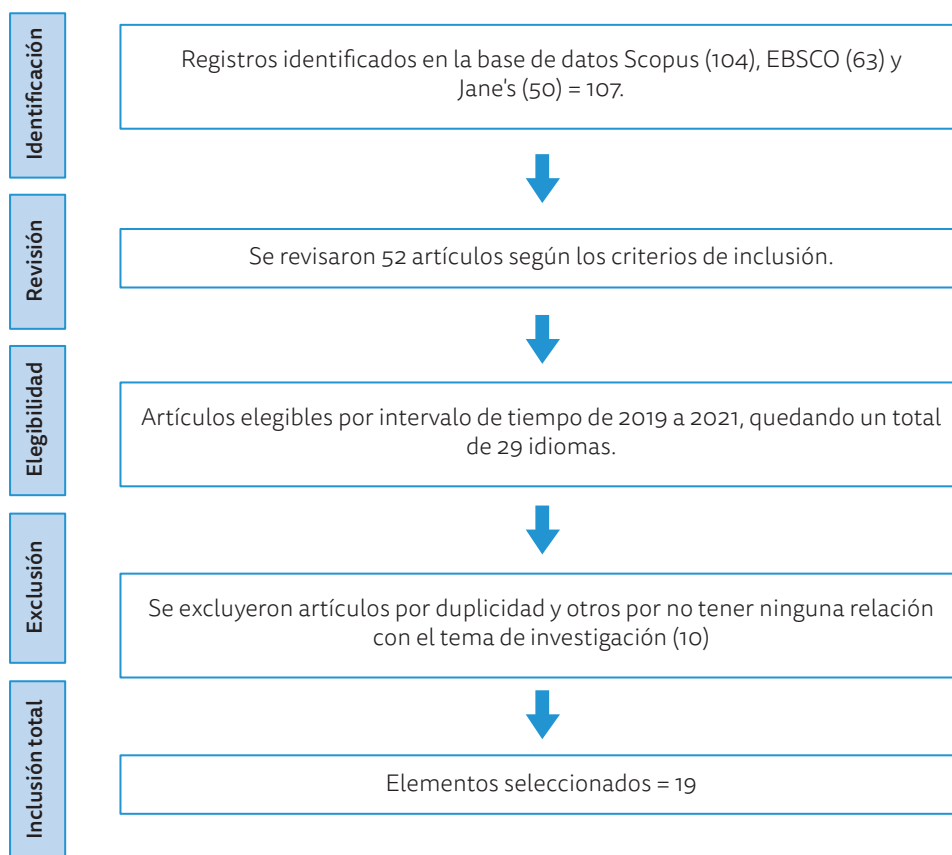 Identificación
Registros identificados en la base de datos Scopus (104), EBSCO (63) y
Jane's (50) = 107.
Revisión
Se revisaron 52 artículos según los criterios de inclusión.
Elegibilidad
Artículos elegibles por intervalo de tiempo de 2019 a 2021, quedando un total
de 29 idiomas.
Exclusión
Se excluyeron artículos por duplicidad y otros por no tener ninguna relación
con el tema de investigación (10)
Inclusión total
Elementos seleccionados = 19